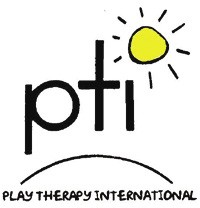 pti
PLAY THERAPY INTERNATIONAL